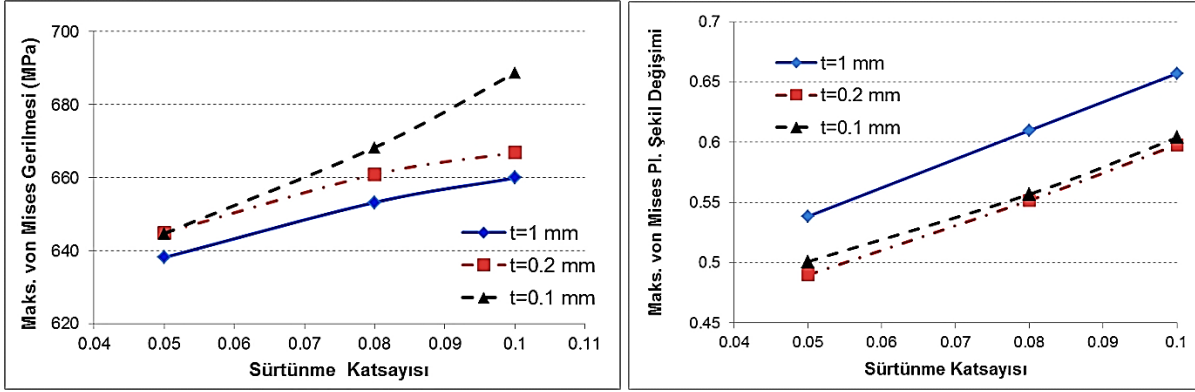 Maks. von Mises Gerilmesi (MPa)
700
680
660
640
620
0.04
0.05
0.06
0.07
0.08
0.09
0.1
0.11
Sürtünme Katsayısı
t=1 mm
t=0.2 mm
t=0.1 mm
Maks. von Mises Pl. Şekil Değişimi
0.7
0.65
0.6
0.55
0.5
0.45
0.04
0.05
0.06
0.07
0.08
0.09
0.1
Sürtünme Katsayısı
t=1 mm
t=0.2 mm
t=0.1 mm